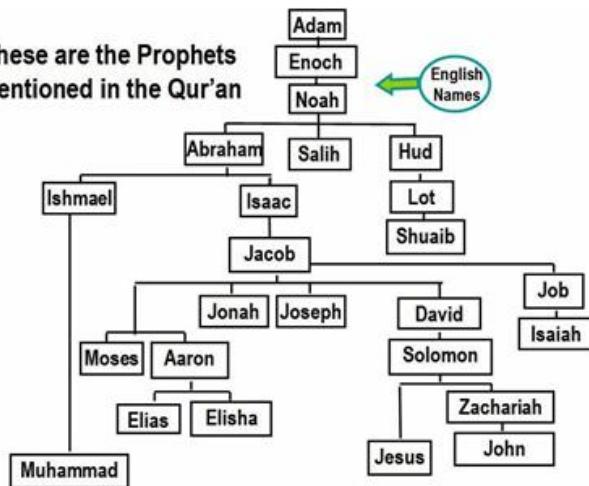 hese are the Prophets
entioned in the Qur'an
Adam
Enoch
Noah
English
Names
Abraham
Salih
Hud
Ishmael
Isaac
Lot
Shuaib
Jacob
Job
Jonah
Joseph
David
Isaiah
Moses
Aaron
Solomon
Elias
Elisha
Zachariah
Jesus
John
Muhammad